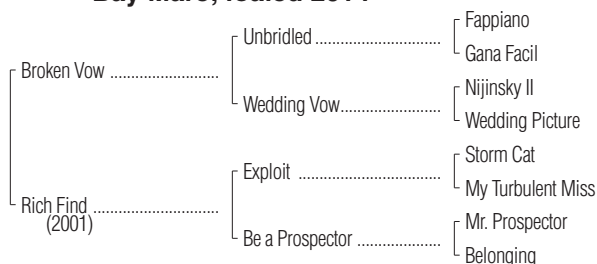 Bay Mare, foaled
Fappiano
Unbridled
Gana Facil
Broken Vow
Nijinsky II
Wedding Vow
Wedding Picture
Storm Cat
Exploit
My Turbulent Miss
Rich Find
(2001)
Mr. Prospector
Be a Prospector
Belonging